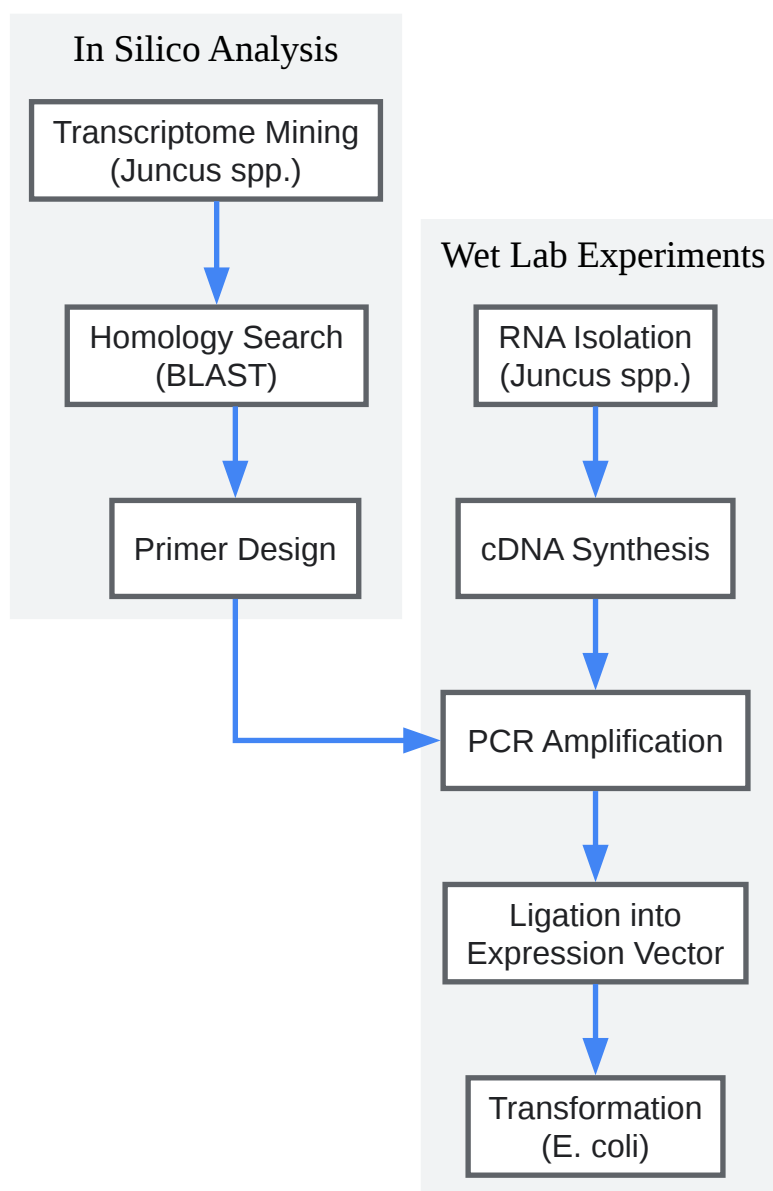 In Silico Analysis
Transcriptome Mining
(Juncus spp.)
Homology Search
(BLAST)
Primer Design
Wet Lab Experiments
RNA Isolation
(Juncus spp.)
cDNA Synthesis
PCR Amplification
Ligation into
Expression Vector
Transformation
(E. coli)